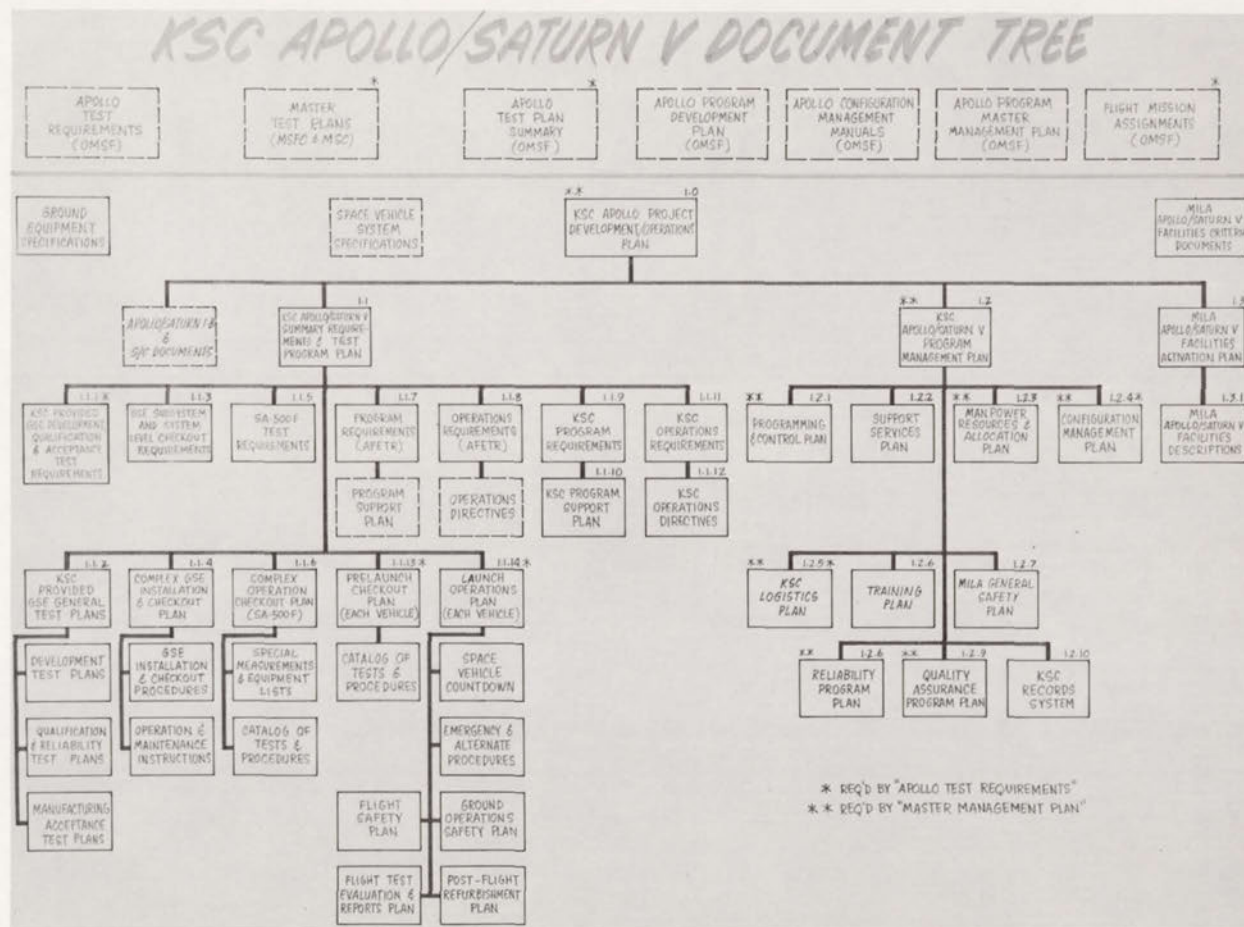 KSC APOLLO/SATURN V DOCUMENT TREE
*
*
*
APOLLO
TEST
REQUIREMENTS
(OMSF)
MASTER
TEST PLANS
(MSFC & MSC)
APOLLO
TEST PLAN
SUMMARY
(OMSF)
APOLLO PROGRAM
DEVELOPMENT
PLAN
(OMSF)
APOLLO CONFIGURATION
MANAGEMENT
MANUALS
(OMSF)
APOLLO PROGRAM
MASTER
MANAGEMENT PLAN
(OMSF)
FLIGHT MISSION
ASSIGNMENTS
(OMSF)
GROUND
EQUIPMENT
SPECIFICATIONS
SPACE VEHICLE
SYSTEM
SPECIFICATIONS
** 1.0
KSC APOLLO PROJECT
DEVELOPMENT/OPERATIONS
PLAN
MILA
APOLLO/SATURN V
FACILITIES CRITERIA
DOCUMENTS
APOLLO/SATURN 1-B
&
S/C DOCUMENTS
1.1
KSC APOLLO/SATURN V
SUMMARY REQUIRE-
MENTS & TEST
PROGRAM PLAN
** 1.2
KSC
APOLLO/SATURN V
PROGRAM
MANAGEMENT PLAN
1.3
MILA
APOLLO/SATURN V
FACILITIES
ACTIVATION PLAN
1.1.1*
KSC PROVIDED
GSE DEVELOPMENT
QUALIFICATION
& ACCEPTANCE
TEST
REQUIREMENTS
1.1.3
GSE SUBSYSTEM
AND SYSTEM
LEVEL CHECKOUT
REQUIREMENTS
1.1.5
SA-500F
TEST
REQUIREMENTS
1.1.7
PROGRAM
REQUIREMENTS
(AFETR)
1.1.8
OPERATIONS
REQUIREMENTS
(AFETR)
1.1.9
KSC
PROGRAM
REQUIREMENTS
1.1.11
KSC
OPERATIONS
REQUIREMENTS
** 1.2.1
PROGRAMMING
& CONTROL PLAN
1.2.2
SUPPORT
SERVICES
PLAN
** 1.2.3
MANPOWER
RESOURCES &
ALLOCATION
PLAN
** 1.2.4*
CONFIGURATION
MANAGEMENT
PLAN
1.3.1
MILA
APOLLO/SATURN V
FACILITIES
DESCRIPTIONS
PROGRAM
SUPPORT
PLAN
OPERATIONS
DIRECTIVES
1.1.10
KSC PROGRAM
SUPPORT
PLAN
1.1.12
KSC
OPERATIONS
DIRECTIVES
1.1.2
KSC
PROVIDED
GSE GENERAL
TEST PLANS
1.1.4
COMPLEX GSE
INSTALLATION
& CHECKOUT
PLAN
1.1.6
COMPLEX
OPERATION
CHECKOUT PLAN
(SA-500F)
1.1.13*
PRELAUNCH
CHECKOUT
PLAN
(EACH VEHICLE)
1.1.14*
LAUNCH
OPERATIONS
PLAN
(EACH VEHICLE)
** 1.2.5*
KSC
LOGISTICS
PLAN
1.2.6
TRAINING
PLAN
1.2.7
MILA GENERAL
SAFETY
PLAN
DEVELOPMENT
TEST PLANS
GSE
INSTALLATION
& CHECKOUT
PROCEDURES
SPECIAL
MEASUREMENTS
& EQUIPMENT
LISTS
CATALOG OF
TESTS &
PROCEDURES
SPACE
VEHICLE
COUNTDOWN
** 1.2.6
RELIABILITY
PROGRAM
PLAN
** 1.2.9
QUALITY
ASSURANCE
PROGRAM PLAN
1.2.10
KSC
RECORDS
SYSTEM
QUALIFICATION
& RELIABILITY
TEST PLANS
OPERATION &
MAINTENANCE
INSTRUCTIONS
CATALOG OF
TESTS &
PROCEDURES
EMERGENCY &
ALTERNATE
PROCEDURES
MANUFACTURING
ACCEPTANCE
TEST PLANS
FLIGHT
SAFETY
PLAN
GROUND
OPERATIONS
SAFETY PLAN
FLIGHT TEST
EVALUATION &
REPORTS PLAN
POST-FLIGHT
REFURBISHMENT
PLAN
* REQ'D BY "APOLLO TEST REQUIREMENTS"
** REQ'D BY "MASTER MANAGEMENT PLAN"